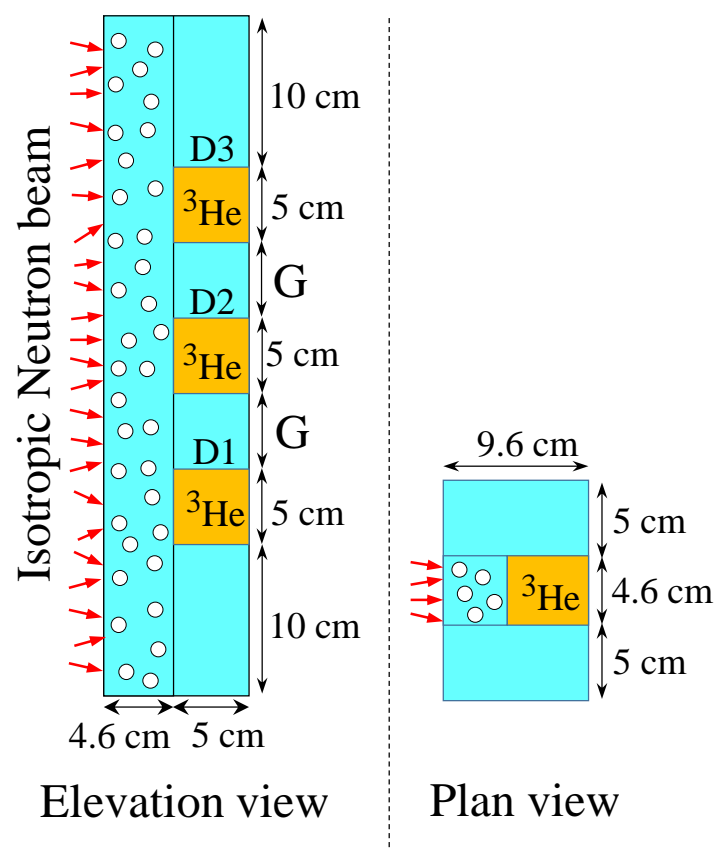 Isotropic Neutron beam
10 cm
D3
³He
5 cm
G
D2
³He
5 cm
G
D1
³He
5 cm
10 cm
4.6 cm
5 cm
Elevation view
9.6 cm
5 cm
³He
4.6 cm
5 cm
Plan view